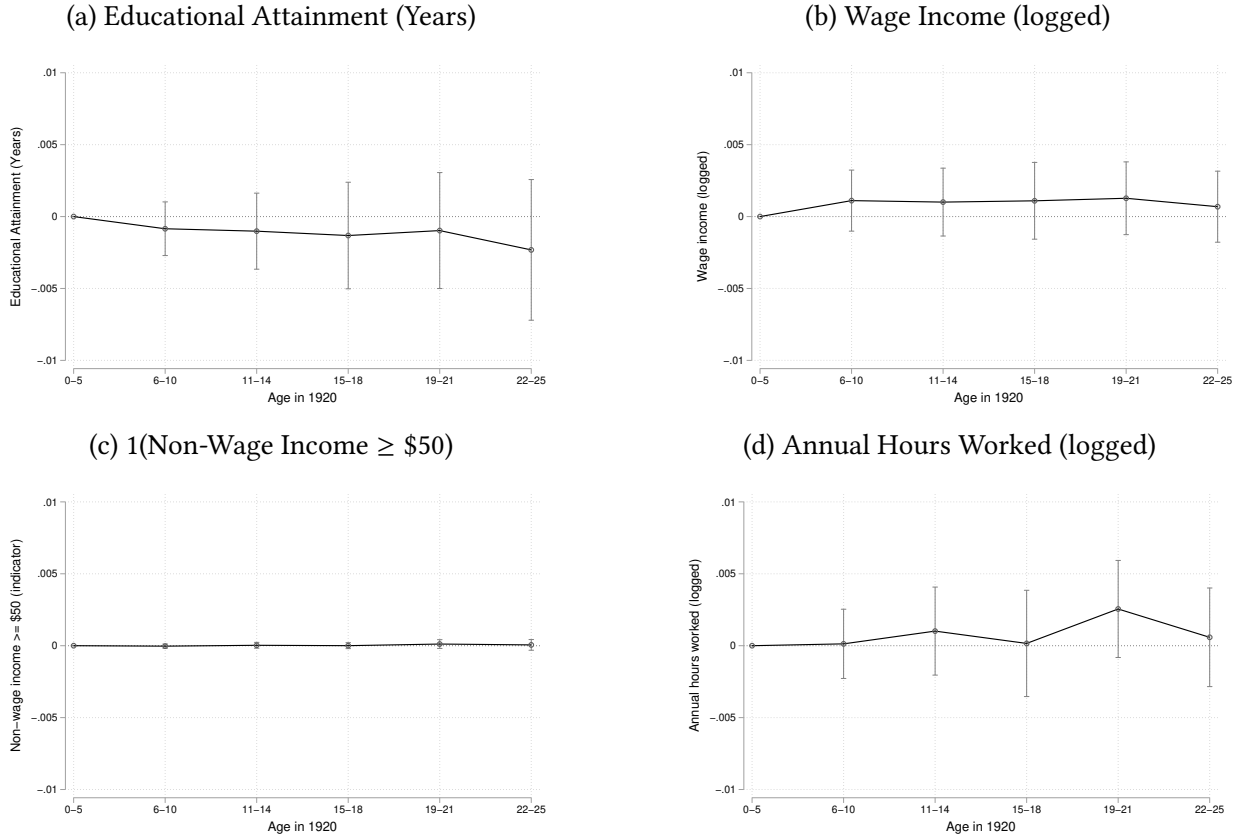 (a) Educational Attainment (Years)
.01
.005
0
−.005
−.01
Educational Attainment (Years)
0−5 6−10 11−14 15−18 19−21 22−25
Age in 1920
(b) Wage Income (logged)
.01
.005
0
−.005
−.01
Wage income (logged)
0−5 6−10 11−14 15−18 19−21 22−25
Age in 1920
(c) 1(Non-Wage Income ≥ $50)
.01
.005
0
−.005
−.01
Non−wage income >= $50 (indicator)
0−5 6−10 11−14 15−18 19−21 22−25
Age in 1920
(d) Annual Hours Worked (logged)
.01
.005
0
−.005
−.01
Annual hours worked (logged)
0−5 6−10 11−14 15−18 19−21 22−25
Age in 1920